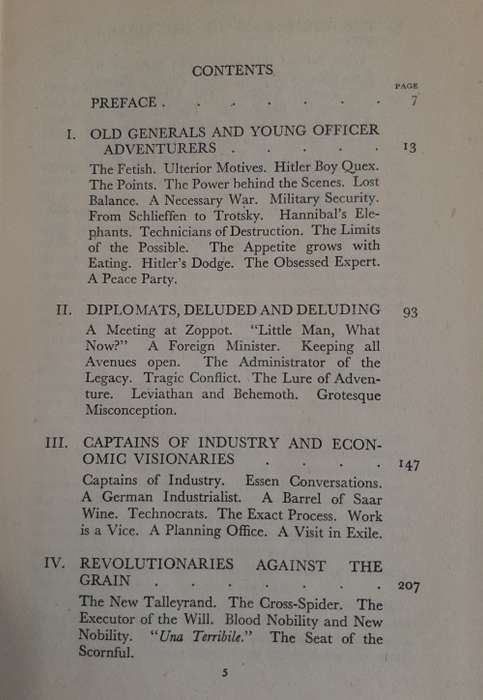 CONTENTS
PAGE
PREFACE . . . . . . . 7
I. OLD GENERALS AND YOUNG OFFICER
ADVENTURERS . . . . . 13
The Fetish. Ulterior Motives. Hitler Boy Quex.
The Points. The Power behind the Scenes. Lost
Balance. A Necessary War. Military Security.
From Schlieffen to Trotsky. Hannibal's Ele-
phants. Technicians of Destruction. The Limits
of the Possible. The Appetite grows with
Eating. Hitler's Dodge. The Obsessed Expert.
A Peace Party.
II. DIPLOMATS, DELUDED AND DELUDING 93
A Meeting at Zoppot. "Little Man, What
Now?" A Foreign Minister. Keeping all
Avenues open. The Administrator of the
Legacy. Tragic Conflict. The Lure of Adven-
ture. Leviathan and Behemoth. Grotesque
Misconception.
III. CAPTAINS OF INDUSTRY AND ECON-
OMIC VISIONARIES . . . . 147
Captains of Industry. Essen Conversations.
A German Industrialist. A Barrel of Saar
Wine. Technocrats. The Exact Process. Work
is a Vice. A Planning Office. A Visit in Exile.
IV. REVOLUTIONARIES AGAINST THE
GRAIN . . . . . . . 207
The New Talleyrand. The Cross-Spider. The
Executor of the Will. Blood Nobility and New
Nobility. "Una Terribile." The Seat of the
Scornful.
5